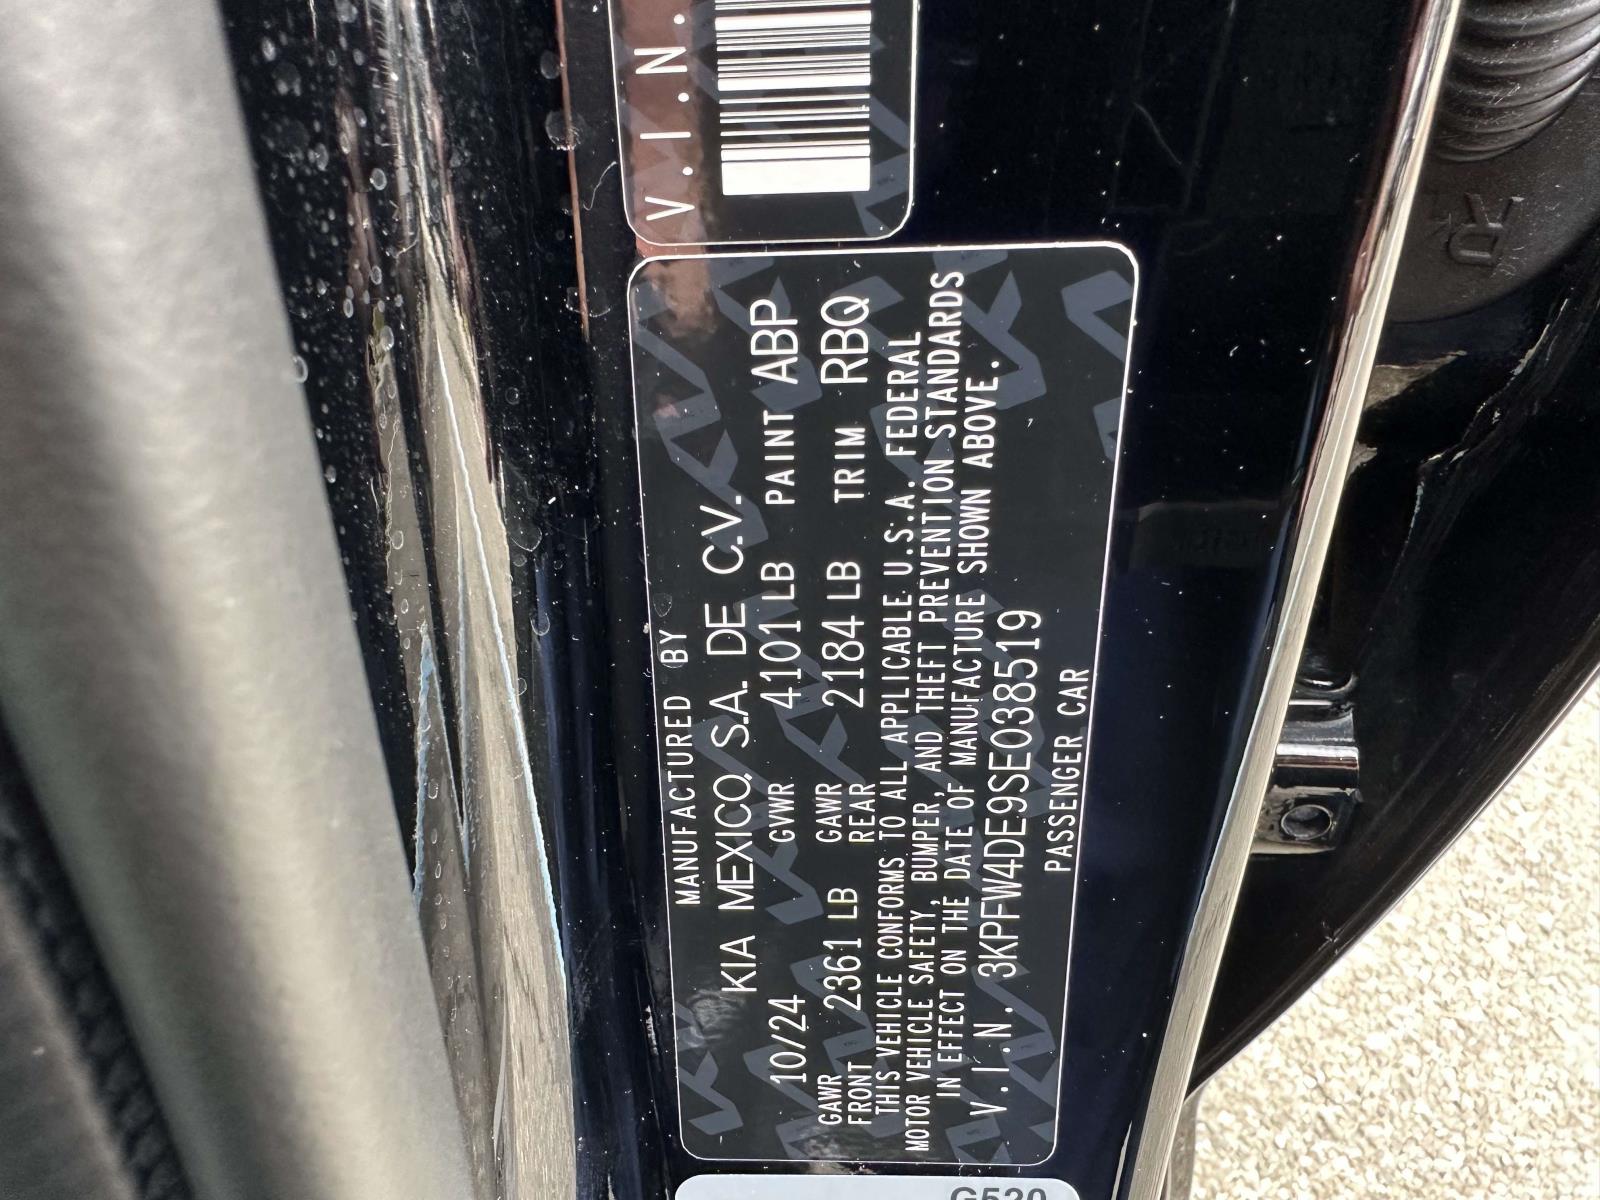 V.I.N.
MANUFACTURED BY
KIA MEXICO, S.A. DE C.V.
10/24 GVWR 4101 LB PAINT ABP
GAWR FRONT 2361 LB GAWR REAR 2184 LB TRIM RBQ
THIS VEHICLE CONFORMS TO ALL APPLICABLE U.S.A. FEDERAL
MOTOR VEHICLE SAFETY, BUMPER, AND THEFT PREVENTION STANDARDS
IN EFFECT ON THE DATE OF MANUFACTURE SHOWN ABOVE.
V.I.N. 3KPFW4DE9SE038519
PASSENGER CAR
G520
R